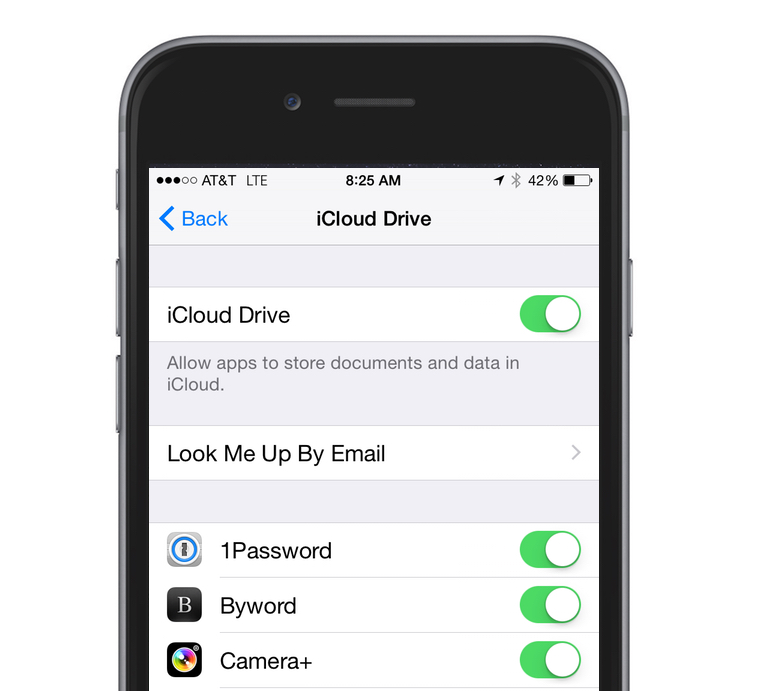 AT&T LTE 8:25 AM 42%
Back iCloud Drive
iCloud Drive
Allow apps to store documents and data in
iCloud.
Look Me Up By Email
1Password
B Byword
Camera+